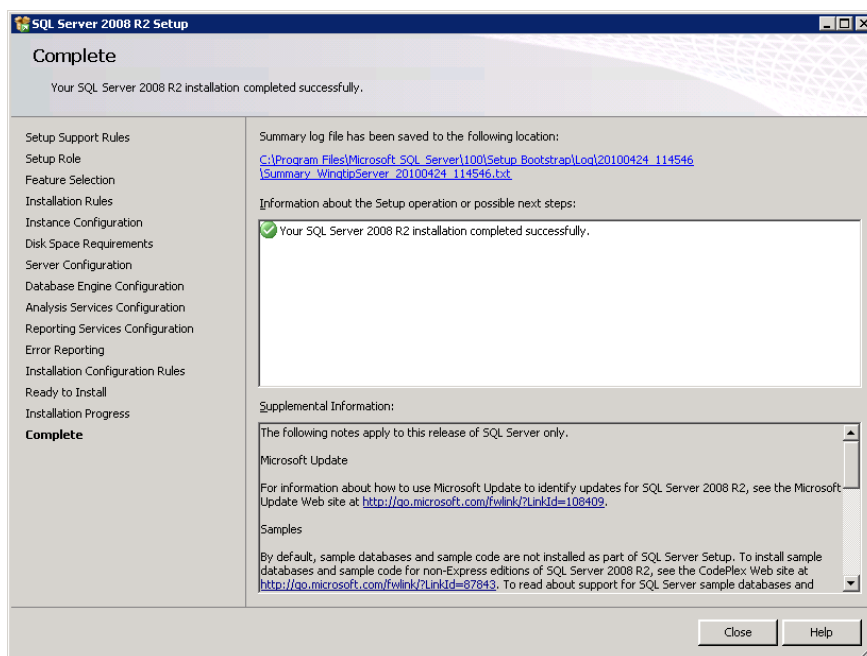 SQL Server 2008 R2 Setup
Complete
Your SQL Server 2008 R2 installation completed successfully.
Setup Support Rules
Setup Role
Feature Selection
Installation Rules
Instance Configuration
Disk Space Requirements
Server Configuration
Database Engine Configuration
Analysis Services Configuration
Reporting Services Configuration
Error Reporting
Installation Configuration Rules
Ready to Install
Installation Progress
Complete
Summary log file has been saved to the following location:
C:\Program Files\Microsoft SQL Server\100\Setup Bootstrap\Log\20100424_114546
\Summary_WingtipServer_20100424_114546.txt
Information about the Setup operation or possible next steps:
Your SQL Server 2008 R2 installation completed successfully.
Supplemental Information:
The following notes apply to this release of SQL Server only.
Microsoft Update
For information about how to use Microsoft Update to identify updates for SQL Server 2008 R2, see the Microsoft
Update Web site at http://go.microsoft.com/fwlink/?LinkId=108409.
Samples
By default, sample databases and sample code are not installed as part of SQL Server Setup. To install sample
databases and sample code for non-Express editions of SQL Server 2008 R2, see the CodePlex Web site at
http://go.microsoft.com/fwlink/?LinkId=87843. To read about support for SQL Server sample databases and
Close
Help